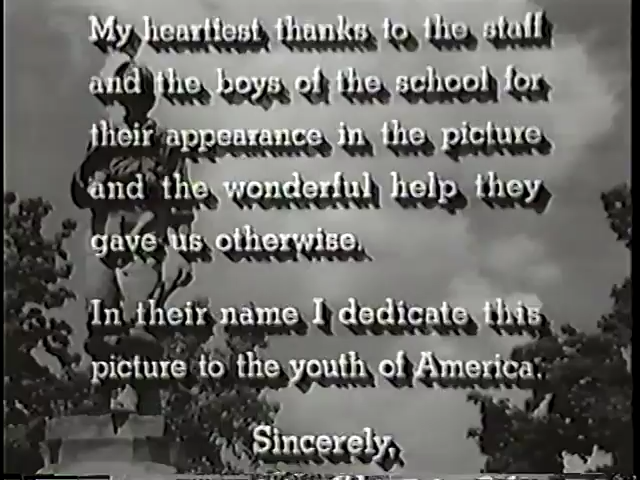 My heartiest thanks to the staff
and the boys of the school for
their appearance in the picture
and the wonderful help they
gave us otherwise.
In their name I dedicate this
picture to the youth of America.
Sincerely,